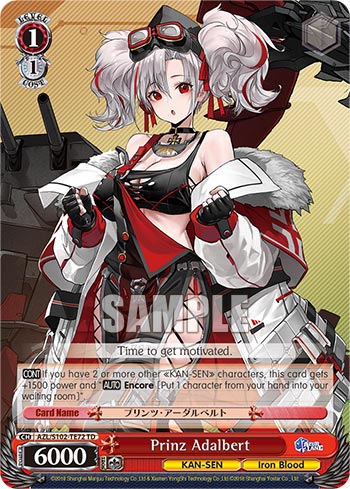 LEVEL
1
1
COST
SAMPLE
Time to get motivated.
CONT If you have 2 or more other «KAN-SEN» characters, this card gets
+1500 power and "AUTO Encore [Put 1 character from your hand into your
waiting room]"
Card Name
プリンツ・アーダルベルト
CH AZL/S102-TE72 TD
Prinz Adalbert
POWER
6000
KAN-SEN
Iron Blood